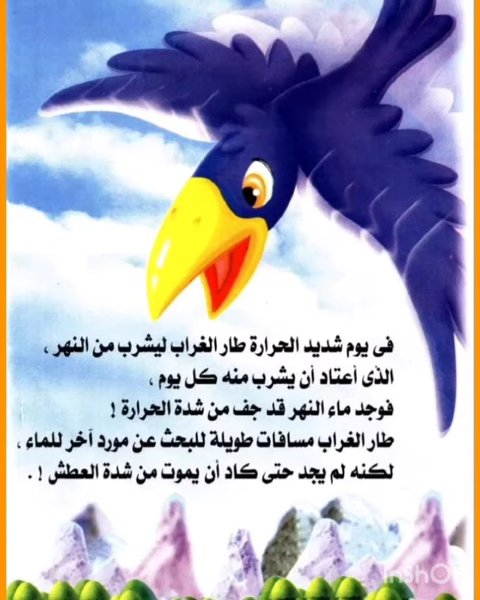 فى يوم شديد الحرارة طار الغراب ليشرب من النهر ،
الذى أعتاد أن يشرب منه كل يوم ،
فوجد ماء النهر قد جف من شدة الحرارة !
طار الغراب مسافات طويلة للبحث عن مورد آخر للماء ،
لكنه لم يجد حتى كاد أن يموت من شدة العطش ! .
InShOt